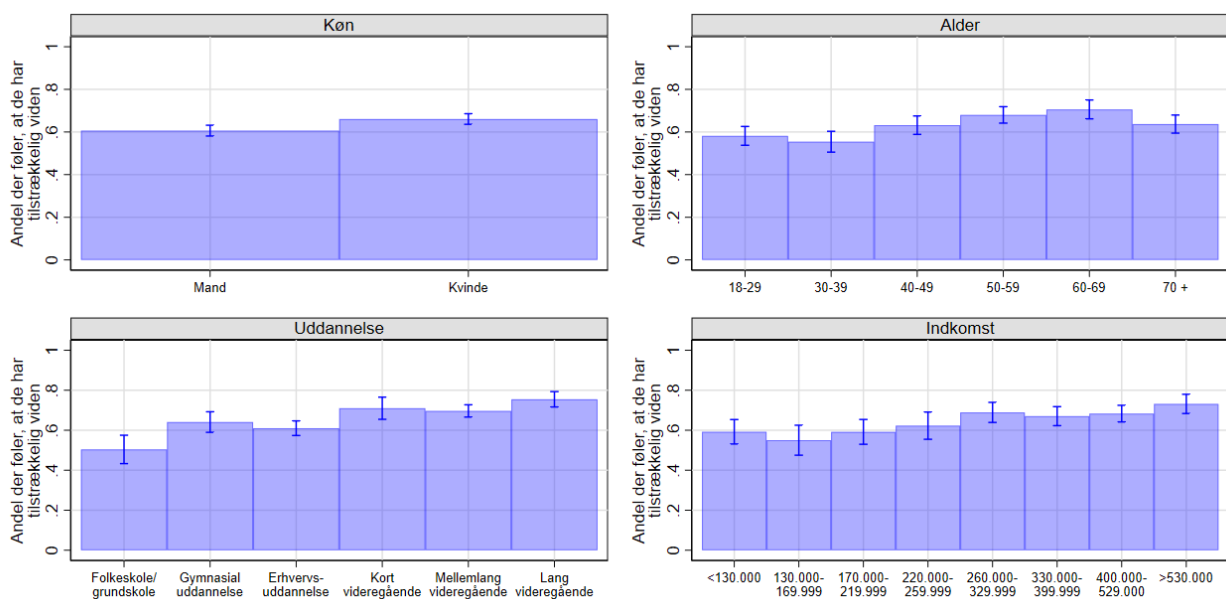 Køn
Andel der føler, at de har
tilstrækkelig viden
0 .2 .4 .6 .8 1
Mand Kvinde
Alder
Andel der føler, at de har
tilstrækkelig viden
0 .2 .4 .6 .8 1
18-29 30-39 40-49 50-59 60-69 70 +
Uddannelse
Andel der føler, at de har
tilstrækkelig viden
0 .2 .4 .6 .8 1
Folkeskole/ Gymnasial Erhvervs- Kort Mellemlang Lang
grundskole uddannelse uddannelse videregående videregående videregående
Indkomst
Andel der føler, at de har
tilstrækkelig viden
0 .2 .4 .6 .8 1
<130.000 130.000- 170.000- 220.000- 260.000- 330.000- 400.000- >530.000
169.999 219.999 259.999 329.999 399.999 529.000